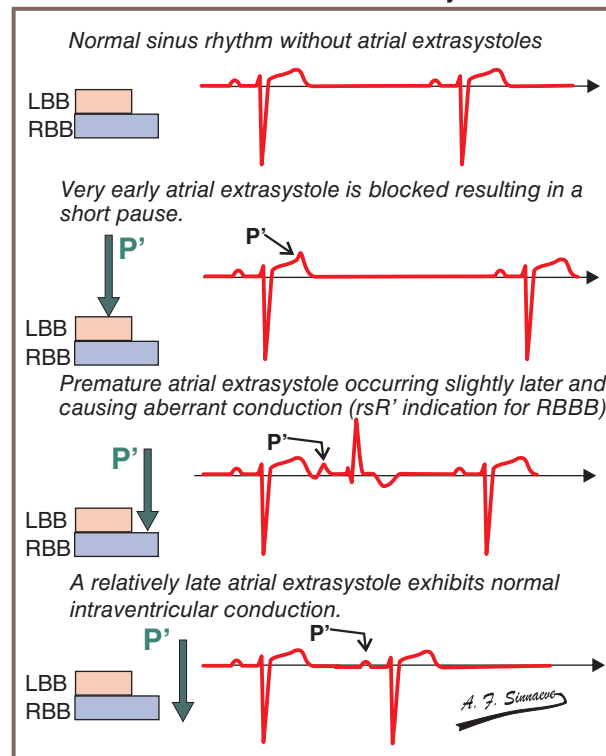 Normal sinus rhythm without atrial extrasystoles
LBB
RBB
Very early atrial extrasystole is blocked resulting in a
short pause.
P'
P'
LBB
RBB
Premature atrial extrasystole occurring slightly later and
causing aberrant conduction (rsR' indication for RBBB)
P'
P'
LBB
RBB
A relatively late atrial extrasystole exhibits normal
intraventricular conduction.
P'
P'
LBB
RBB
A. F. Sinnaeve